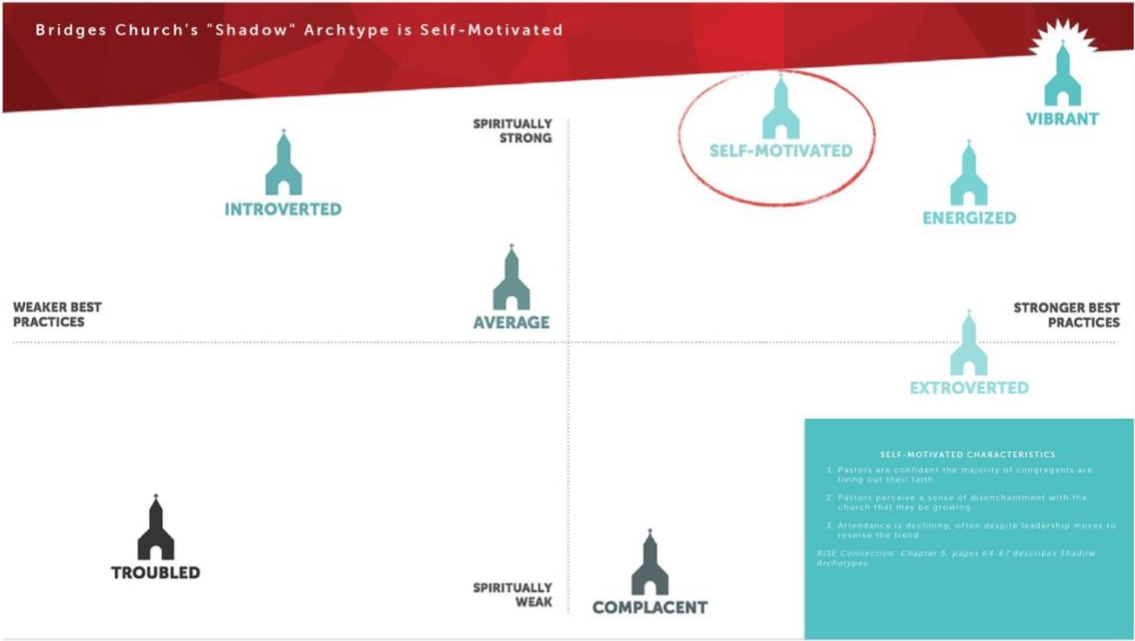 Bridges Church's "Shadow" Archtype is Self-Motivated
VIBRANT
SPIRITUALLY
STRONG
SELF-MOTIVATED
INTROVERTED
ENERGIZED
WEAKER BEST
PRACTICES
AVERAGE
STRONGER BEST
PRACTICES
EXTROVERTED
SELF-MOTIVATED CHARACTERISTICS
1. Pastors are confident the majority of congregants are
living out their faith.
2. Pastors perceive a sense of disenchantment with the
church that may be growing
3. Attendance is declining, often despite leadership moves to
reverse the trend
RISE Connection: Chapter 5, pages 64-67 describes Shadow
Archetypes.
TROUBLED
SPIRITUALLY
WEAK
COMPLACENT